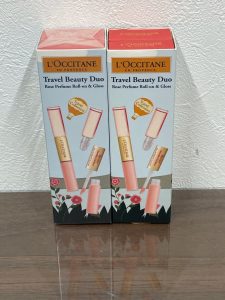 L'OCCITANE
EN PROVENCE
Travel Beauty Duo
Rose Perfume Roll-on & Gloss
L'OCCITANE
EN PROVENCE
Travel Beauty Duo
Rose Perfume Roll-on & Gloss